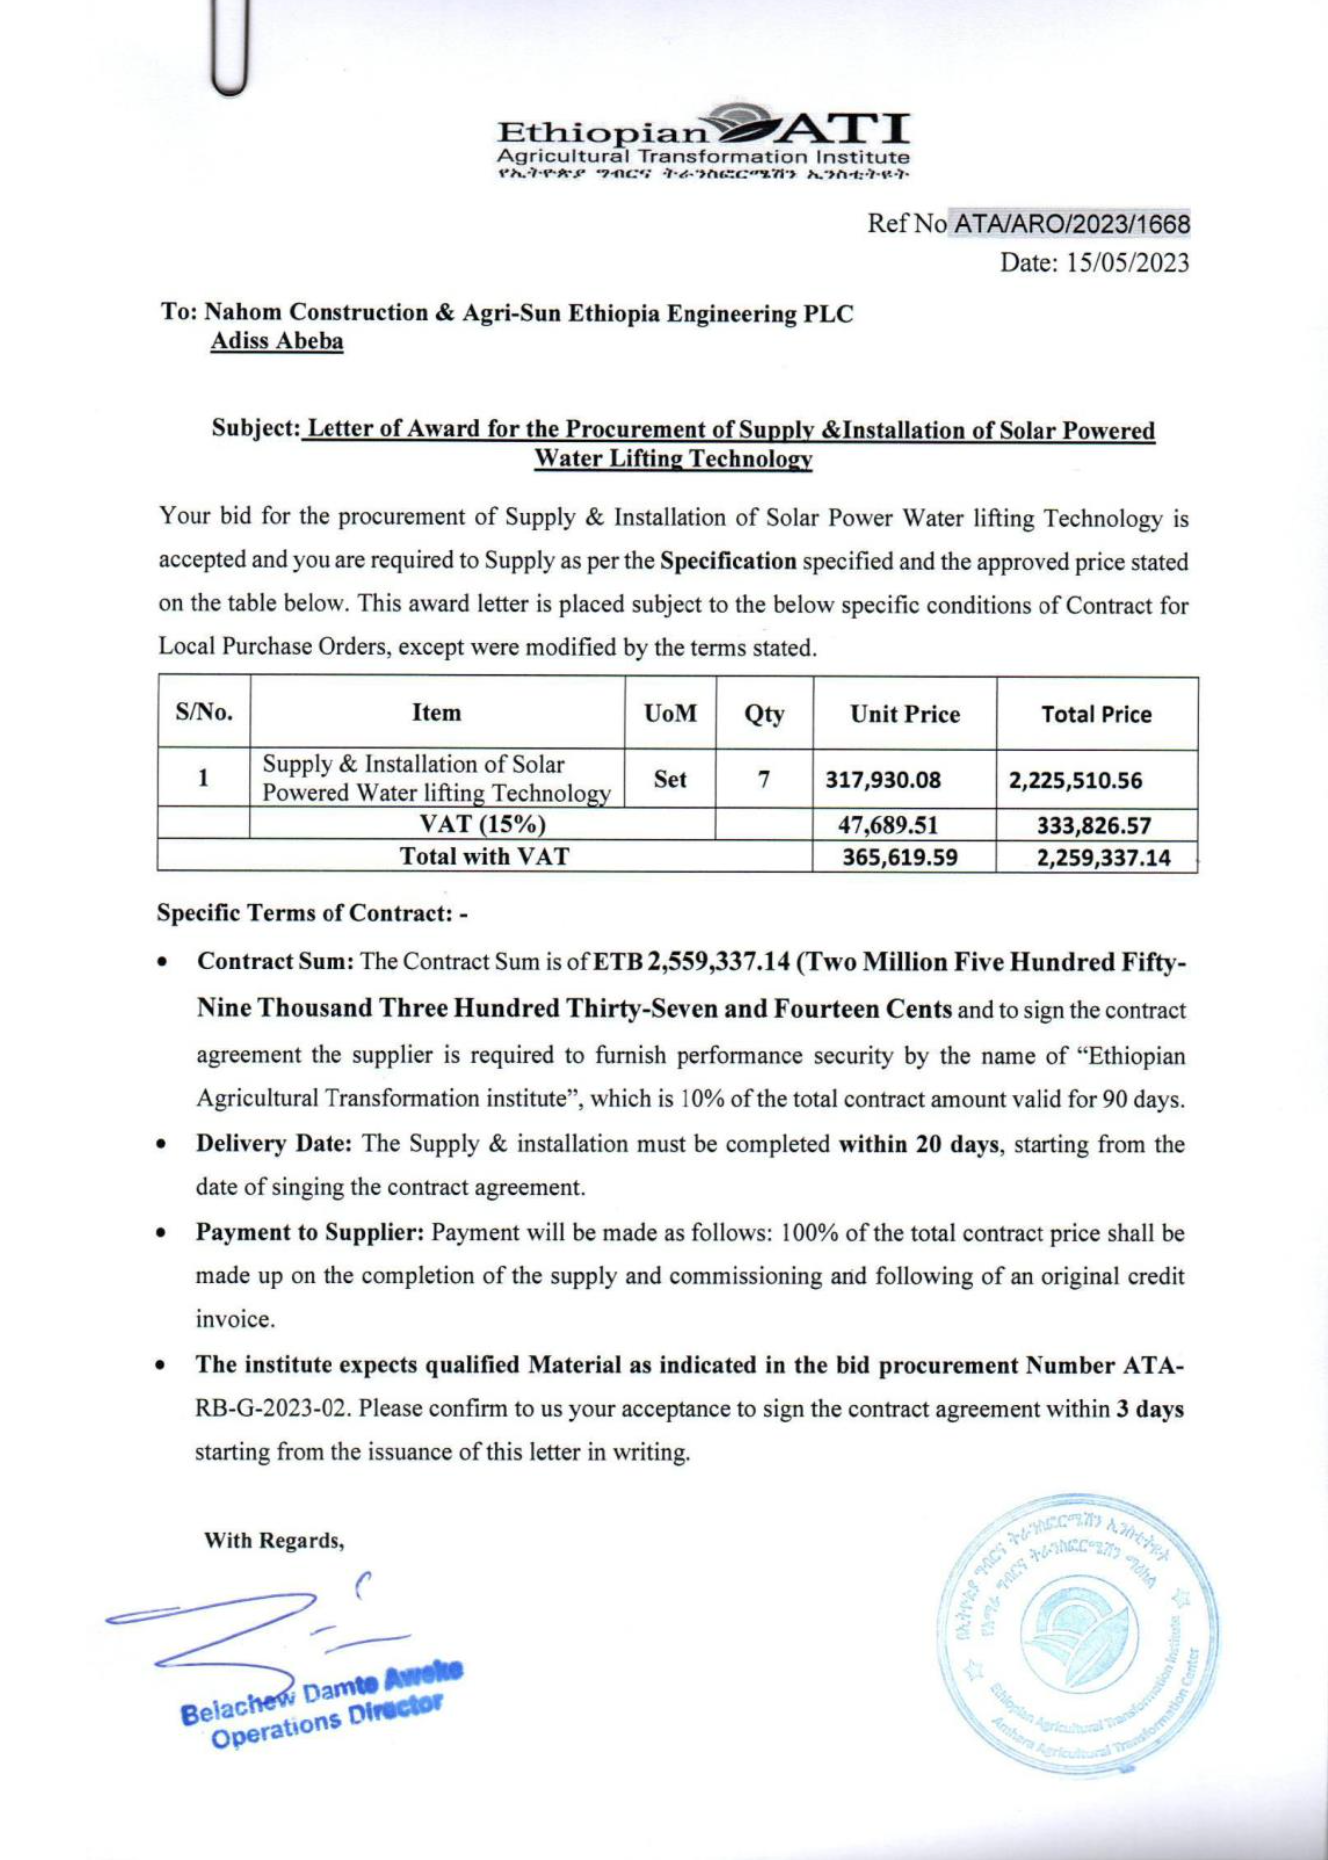 Ethiopian ATI
Agricultural Transformation Institute
የኢትዮጵያ ግብርና ትራንስፎርሜሽን ኢንስቲትዩት
Ref No ATA/ARO/2023/1668
Date: 15/05/2023
To: Nahom Construction & Agri-Sun Ethiopia Engineering PLC
Adiss Abeba
Subject: Letter of Award for the Procurement of Supply &Installation of Solar Powered
Water Lifting Technology
Your bid for the procurement of Supply & Installation of Solar Power Water lifting Technology is
accepted and you are required to Supply as per the Specification specified and the approved price stated
on the table below. This award letter is placed subject to the below specific conditions of Contract for
Local Purchase Orders, except were modified by the terms stated.
S/No. Item UoM Qty Unit Price Total Price
1 Supply & Installation of Solar Powered Water lifting Technology Set 7 317,930.08 2,225,510.56
VAT (15%) 47,689.51 333,826.57
Total with VAT 365,619.59 2,259,337.14
Specific Terms of Contract: -
• Contract Sum: The Contract Sum is of ETB 2,559,337.14 (Two Million Five Hundred Fifty-
Nine Thousand Three Hundred Thirty-Seven and Fourteen Cents and to sign the contract
agreement the supplier is required to furnish performance security by the name of “Ethiopian
Agricultural Transformation institute”, which is 10% of the total contract amount valid for 90 days.
• Delivery Date: The Supply & installation must be completed within 20 days, starting from the
date of singing the contract agreement.
• Payment to Supplier: Payment will be made as follows: 100% of the total contract price shall be
made up on the completion of the supply and commissioning and following of an original credit
invoice.
• The institute expects qualified Material as indicated in the bid procurement Number ATA-
RB-G-2023-02. Please confirm to us your acceptance to sign the contract agreement within 3 days
starting from the issuance of this letter in writing.
With Regards,
Belachew Damte Aweke
Operations Director
የኢትዮጵያ ግብርና ትራንስፎርሜሽን ኢንስቲትዩት
የአማራ ግብርና ትራንስፎርሜሽን ማዕከል
Ethiopian Agricultural Transformation Institute
Amhara Agricultural Transformation Center